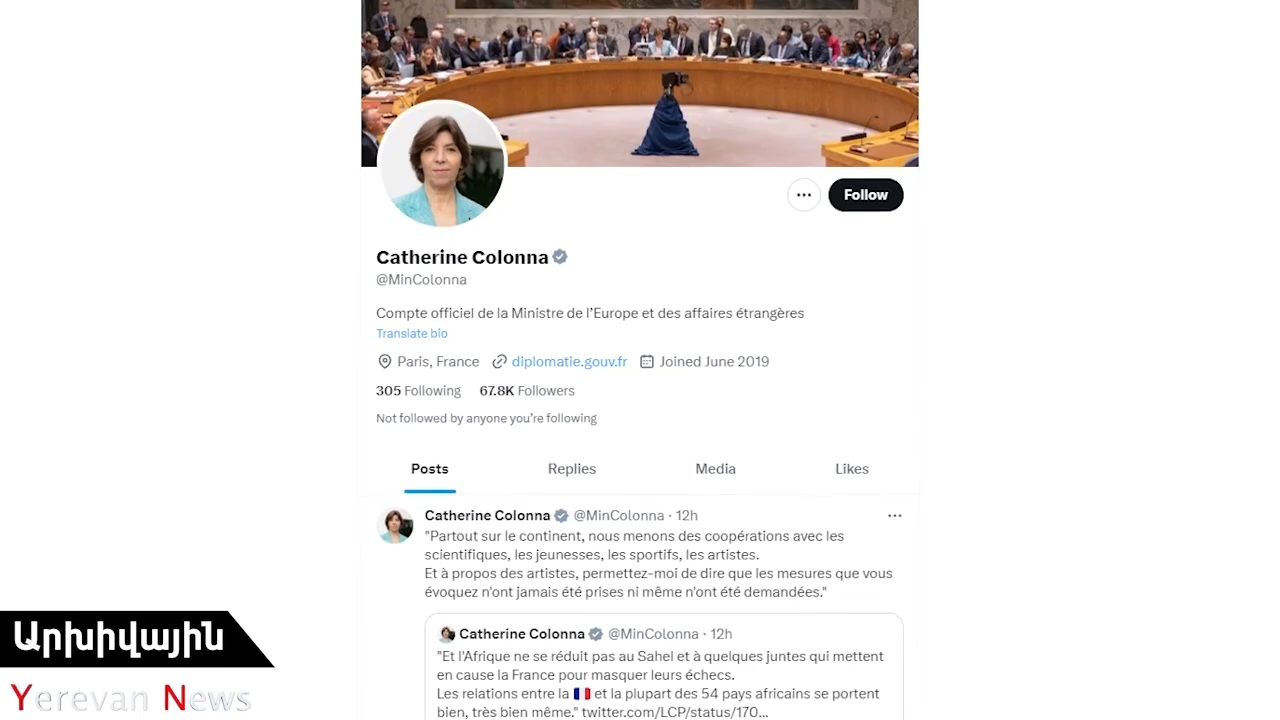 Follow
Catherine Colonna
@MinColonna
Compte officiel de la Ministre de l’Europe et des affaires étrangères
Translate bio
Paris, France diplomatie.gouv.fr Joined June 2019
305 Following 67.8K Followers
Not followed by anyone you’re following
Posts Replies Media Likes
Catherine Colonna @MinColonna · 12h
"Partout sur le continent, nous menons des coopérations avec les
scientifiques, les jeunesses, les sportifs, les artistes.
Et à propos des artistes, permettez-moi de dire que les mesures que vous
évoquez n'ont jamais été prises ni même n'ont été demandées."
Catherine Colonna @MinColonna · 12h
"Et l'Afrique ne se réduit pas au Sahel et à quelques juntes qui mettent
en cause la France pour masquer leurs échecs.
Les relations entre la 🇫🇷 et la plupart des 54 pays africains se portent
bien, très bien même." twitter.com/LCP/status/170...
Արխիվային
Yerevan News